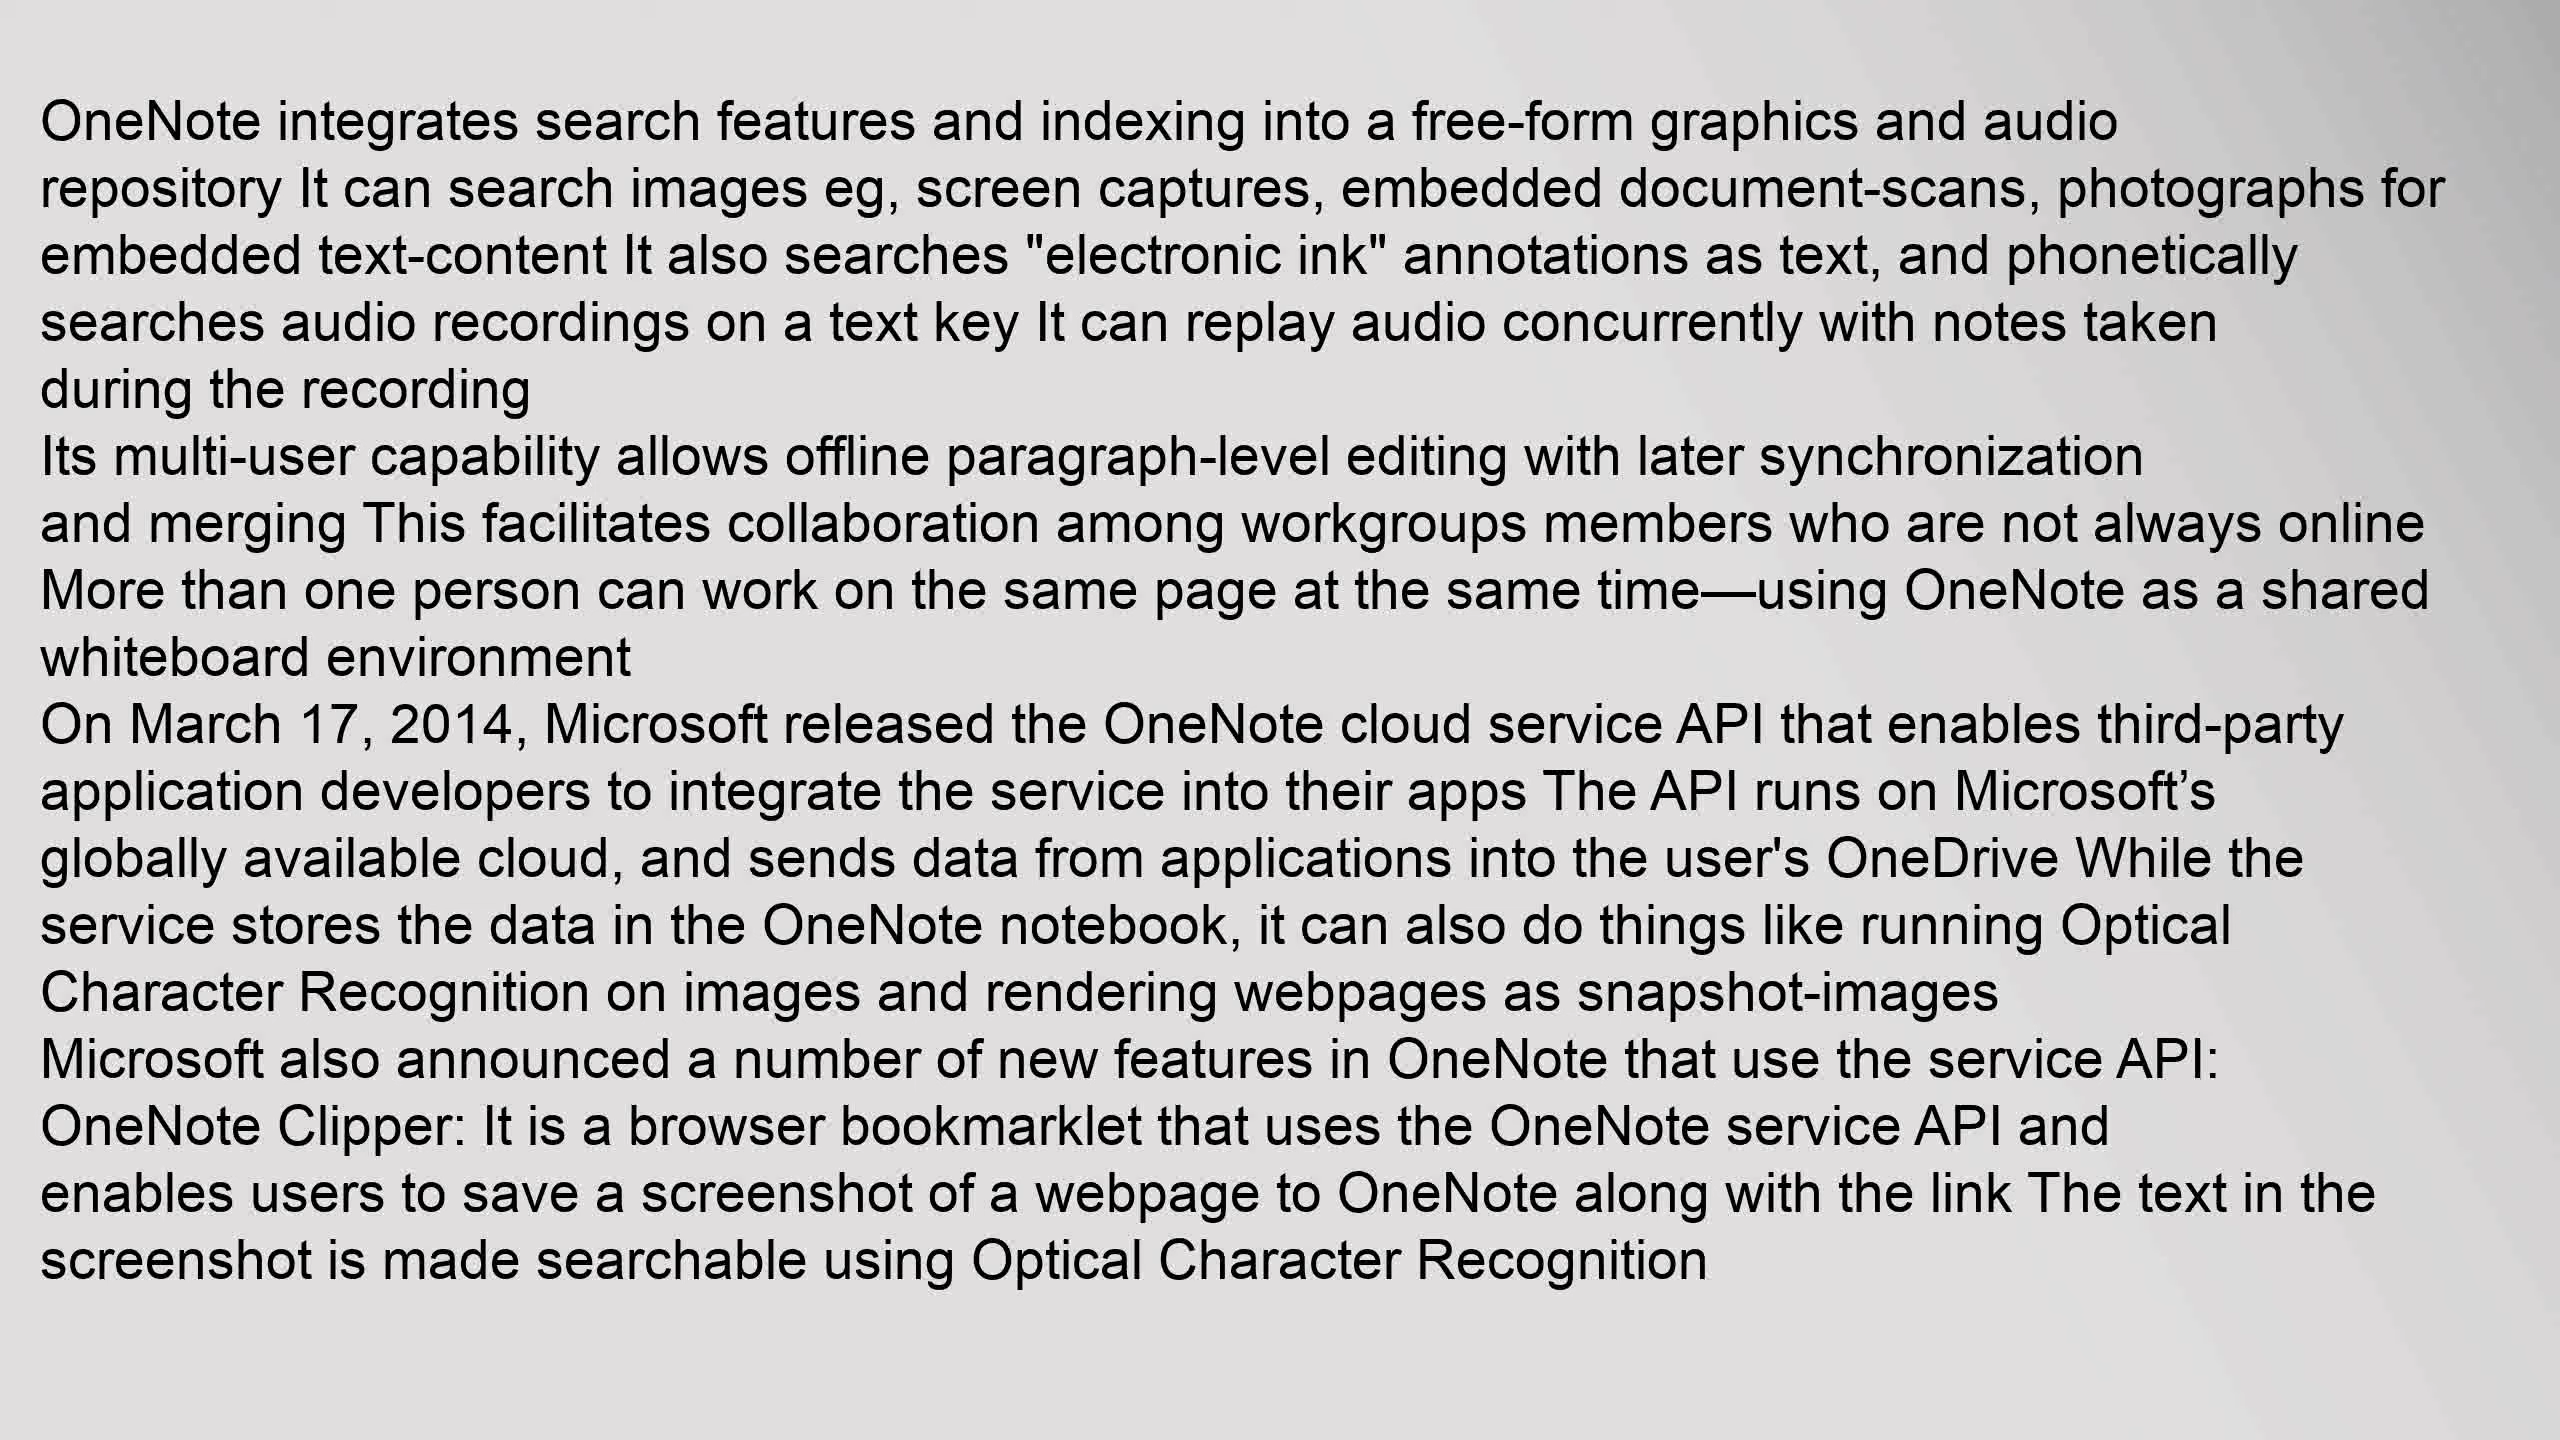 OneNote integrates search features and indexing into a free-form graphics and audio
repository It can search images eg, screen captures, embedded document-scans, photographs for
embedded text-content It also searches "electronic ink" annotations as text, and phonetically
searches audio recordings on a text key It can replay audio concurrently with notes taken
during the recording
Its multi-user capability allows offline paragraph-level editing with later synchronization
and merging This facilitates collaboration among workgroups members who are not always online
More than one person can work on the same page at the same time—using OneNote as a shared
whiteboard environment
On March 17, 2014, Microsoft released the OneNote cloud service API that enables third-party
application developers to integrate the service into their apps The API runs on Microsoft’s
globally available cloud, and sends data from applications into the user's OneDrive While the
service stores the data in the OneNote notebook, it can also do things like running Optical
Character Recognition on images and rendering webpages as snapshot-images
Microsoft also announced a number of new features in OneNote that use the service API:
OneNote Clipper: It is a browser bookmarklet that uses the OneNote service API and
enables users to save a screenshot of a webpage to OneNote along with the link The text in the
screenshot is made searchable using Optical Character Recognition